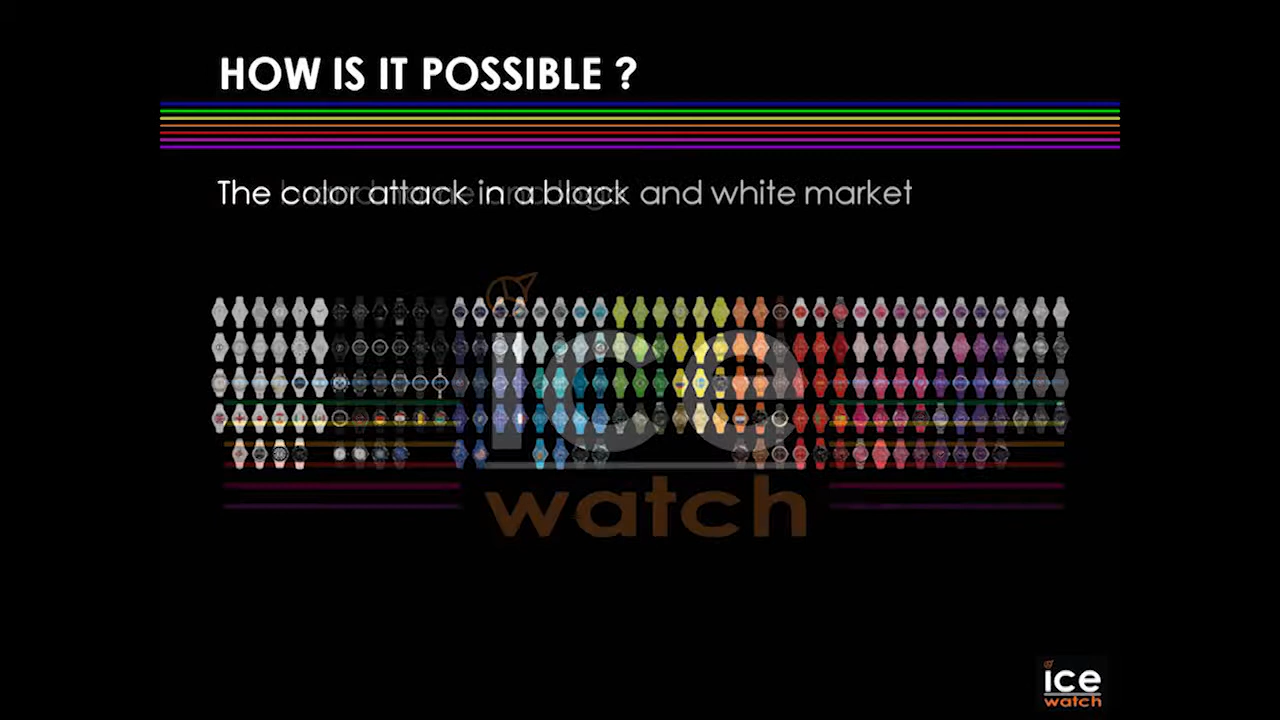 HOW IS IT POSSIBLE ?
The color attack in a black and white market
ice
watch
ice
watch